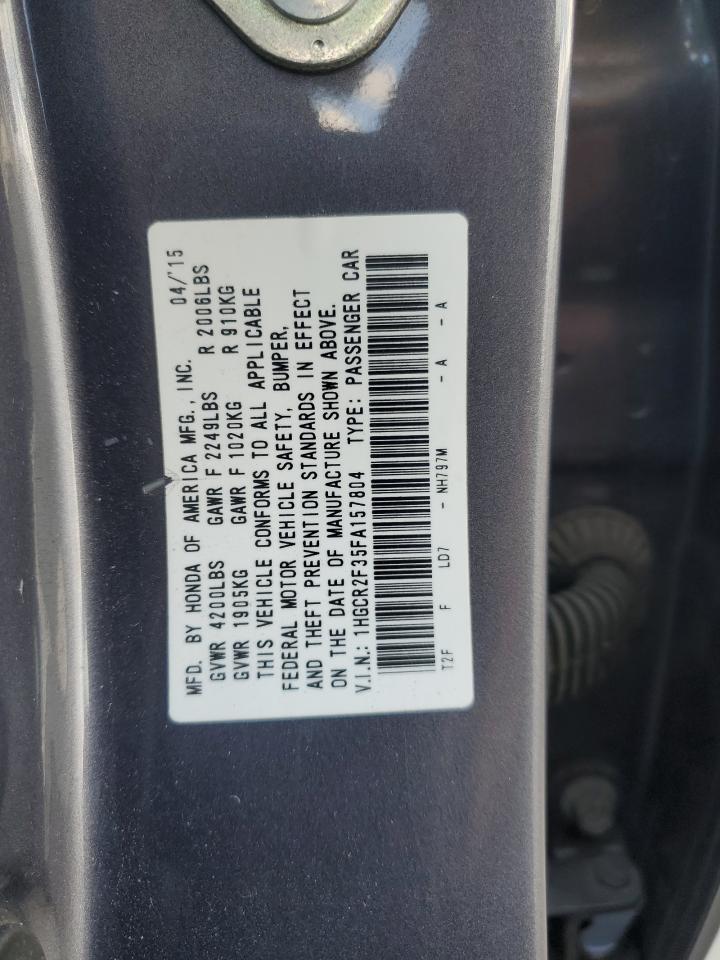 MFD. BY HONDA OF AMERICA MFG., INC. 04/'15
GVWR 4200LBS GAWR F 2249LBS R 2006LBS
GVWR 1905KG GAWR F 1020KG R 910KG
THIS VEHICLE CONFORMS TO ALL APPLICABLE
FEDERAL MOTOR VEHICLE SAFETY, BUMPER,
AND THEFT PREVENTION STANDARDS IN EFFECT
ON THE DATE OF MANUFACTURE SHOWN ABOVE.
V.I.N.: 1HGCR2F35FA157804 TYPE: PASSENGER CAR
T2F F LD7 - NH797M - A - A